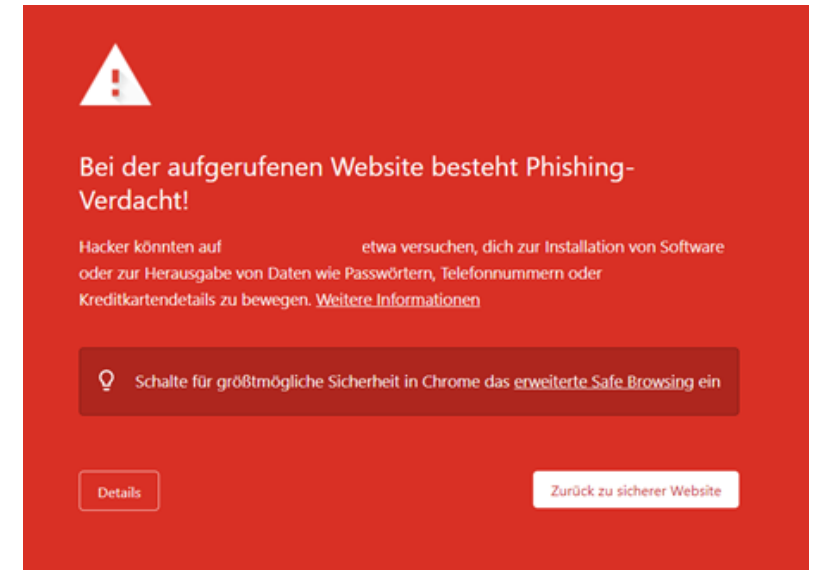 Bei der aufgerufenen Website besteht Phishing-
Verdacht!
Hacker könnten auf etwa versuchen, dich zur Installation von Software
oder zur Herausgabe von Daten wie Passwörtern, Telefonnummern oder
Kreditkartendetails zu bewegen. Weitere Informationen
Schalte für größtmögliche Sicherheit in Chrome das erweiterte Safe Browsing ein
Details
Zurück zu sicherer Website